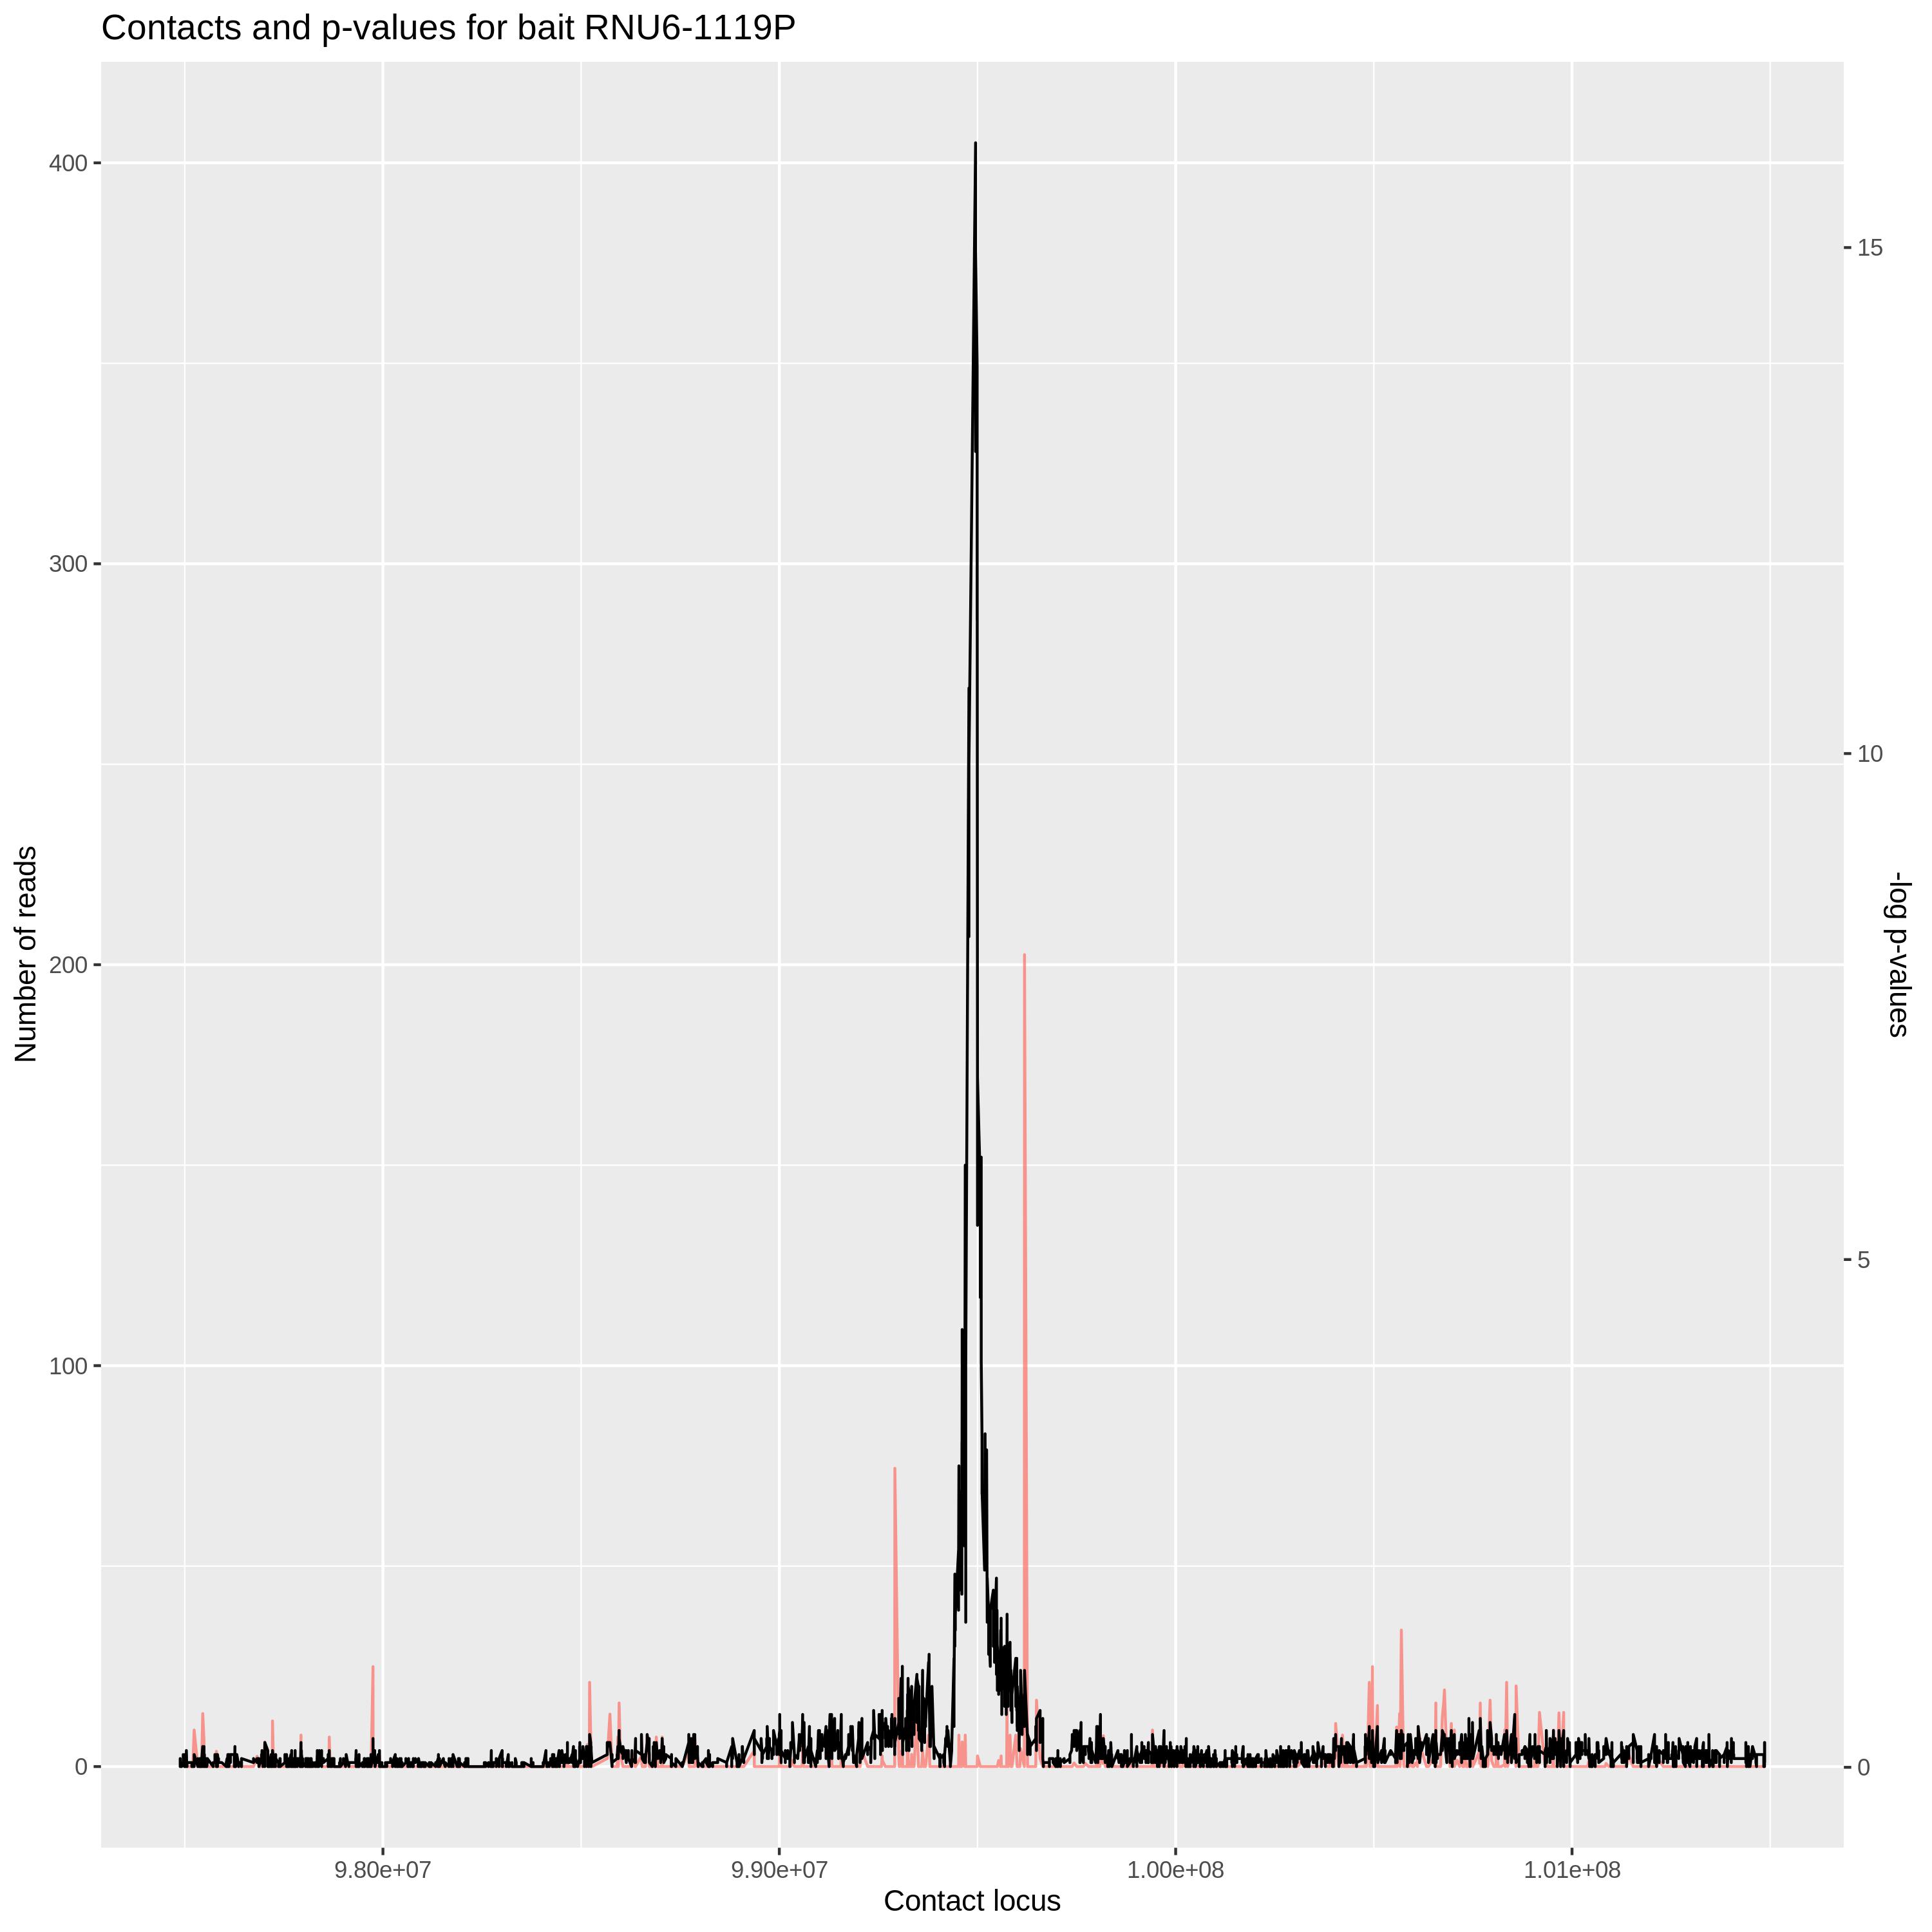 Contacts and p-values for bait RNU6-1119P
400
300
200
100
0
Number of reads
15
10
5
0
-log p-values
9.80e+07
9.90e+07
1.00e+08
1.01e+08
Contact locus